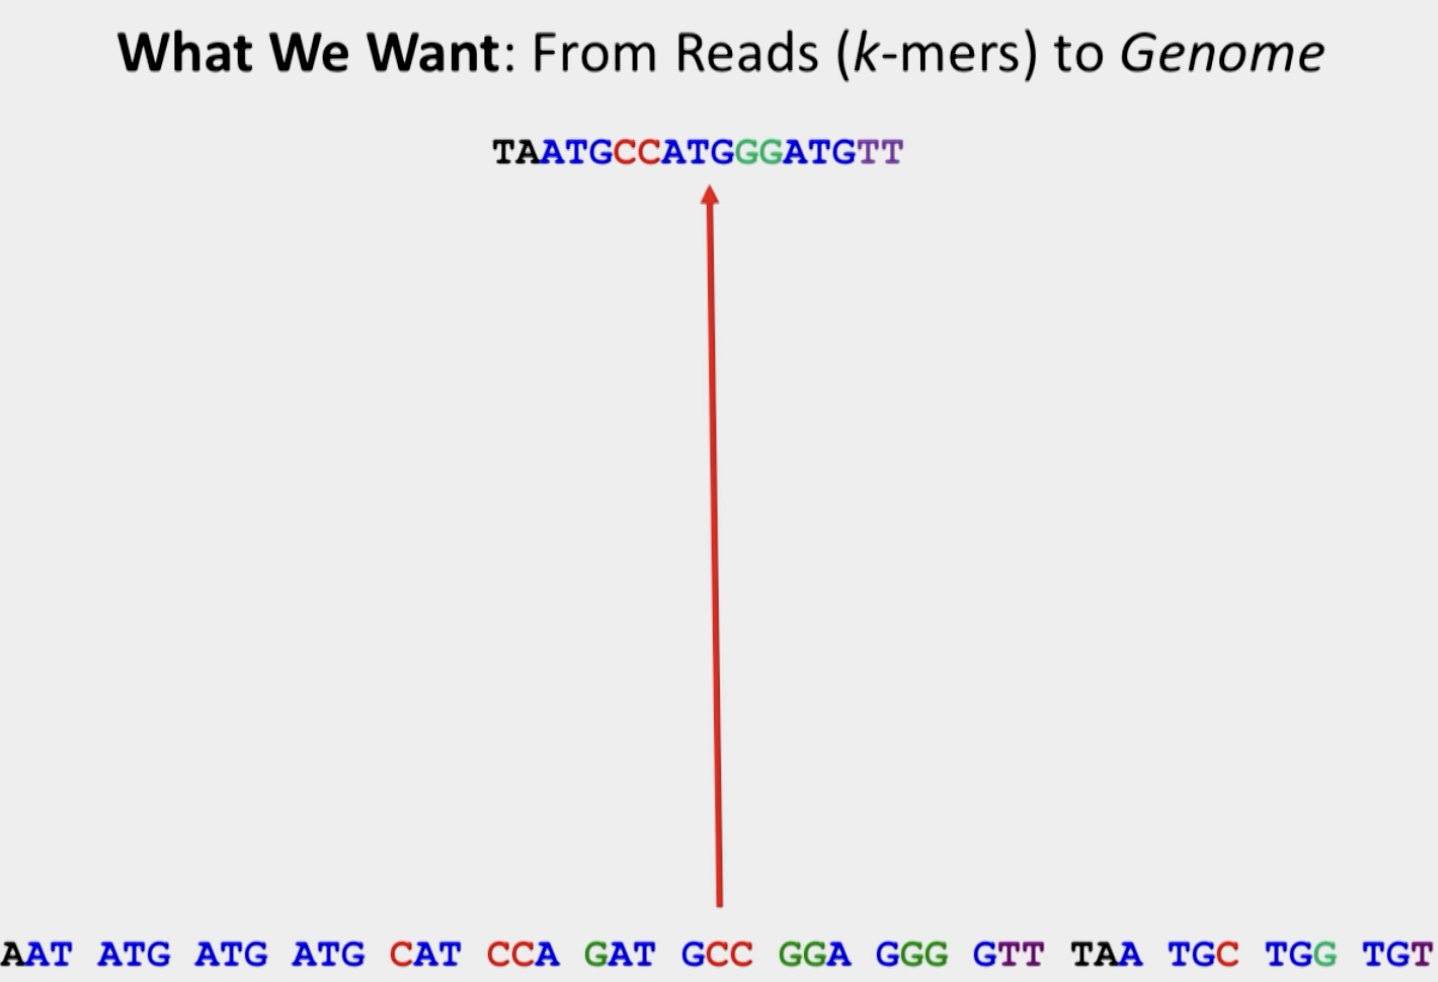 What We Want: From Reads (k-mers) to Genome
TAATGCCATGGGATGTT
AAT ATG ATG ATG CAT CCA GAT GCC GGA GGG GTT TAA TGC TGG TGT